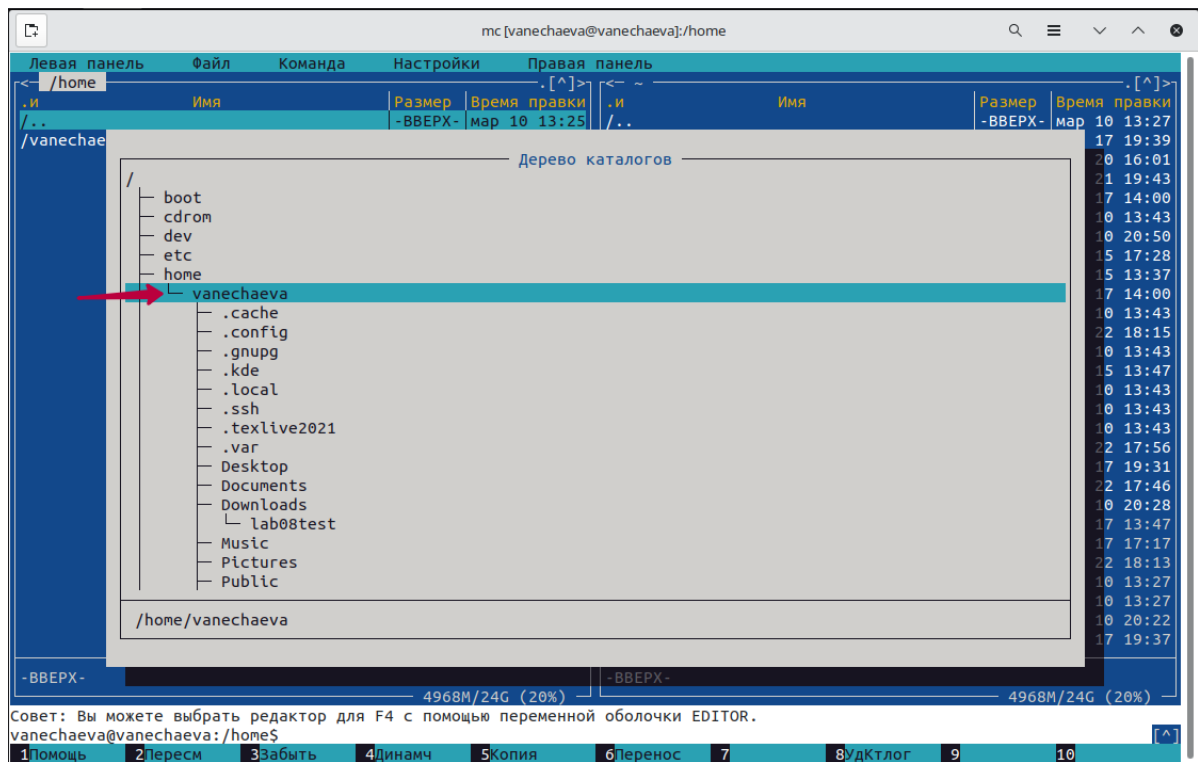 mc [vanechaeva@vanechaeva]:/home
Левая панель Файл Команда Настройки Правая панель
<— /home .[^]> <— ~ .[^]>
.и Имя Размер Время правки .и Имя Размер Время правки
/.. -ВВЕРХ- мар 10 13:25 /.. -ВВЕРХ- мар 10 13:27
/vanechae 17 19:39
Дерево каталогов 20 16:01
/ 21 19:43
boot 17 14:00
cdrom 10 13:43
dev 10 20:50
etc 15 17:28
home 15 13:37
vanechaeva 17 14:00
.cache 10 13:43
.config 22 18:15
.gnupg 10 13:43
.kde 15 13:47
.local 10 13:43
.ssh 10 13:43
.texlive2021 10 13:43
.var 22 17:56
Desktop 17 19:31
Documents 22 17:46
Downloads 10 20:28
lab08test 17 13:47
Music 17 17:17
Pictures 22 18:13
Public 10 13:27
10 13:27
/home/vanechaeva 10 20:22
17 19:37
-ВВЕРХ- -ВВЕРХ-
4968M/24G (20%) 4968M/24G (20%)
Совет: Вы можете выбрать редактор для F4 с помощью переменной оболочки EDITOR.
vanechaeva@vanechaeva:/home$ [^]
1Помощь 2Пересм 3Забыть 4Динамч 5Копия 6Перенос 7 8УдКтлог 9 10